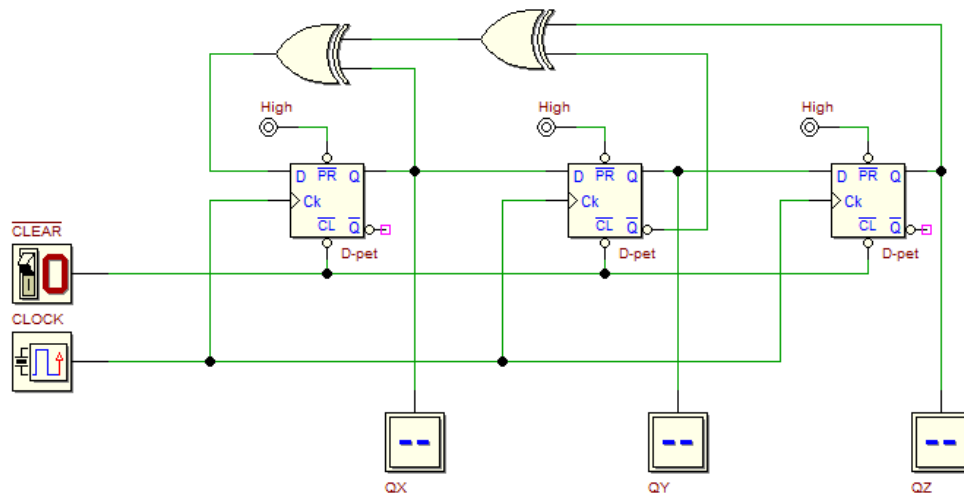 High
High
High
D
PR
Q
D
PR
Q
D
PR
Q
Ck
Ck
Ck
CL
Q
CL
Q
CL
Q
D-pet
D-pet
D-pet
CLEAR
0
CLOCK
--
--
--
QX
QY
QZ